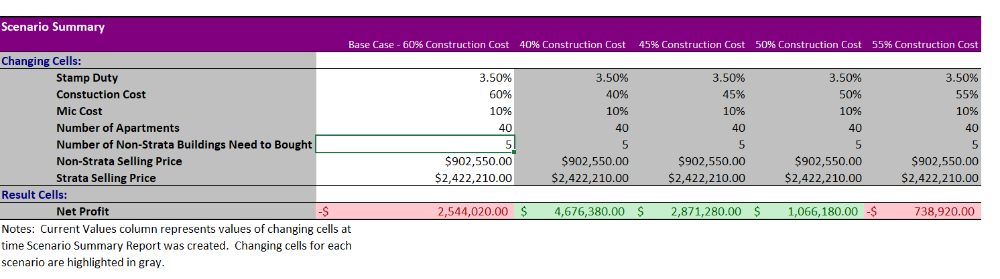 Scenario Summary
Base Case - 60% Construction Cost 40% Construction Cost 45% Construction Cost 50% Construction Cost 55% Construction Cost
Changing Cells:
Stamp Duty 3.50% 3.50% 3.50% 3.50% 3.50%
Constuction Cost 60% 40% 45% 50% 55%
Mic Cost 10% 10% 10% 10% 10%
Number of Apartments 40 40 40 40 40
Number of Non-Strata Buildings Need to Bought 5 5 5 5 5
Non-Strata Selling Price $902,550.00 $902,550.00 $902,550.00 $902,550.00 $902,550.00
Strata Selling Price $2,422,210.00 $2,422,210.00 $2,422,210.00 $2,422,210.00 $2,422,210.00
Result Cells:
Net Profit -$ 2,544,020.00 $ 4,676,380.00 $ 2,871,280.00 $ 1,066,180.00 -$ 738,920.00
Notes: Current Values column represents values of changing cells at
time Scenario Summary Report was created. Changing cells for each
scenario are highlighted in gray.